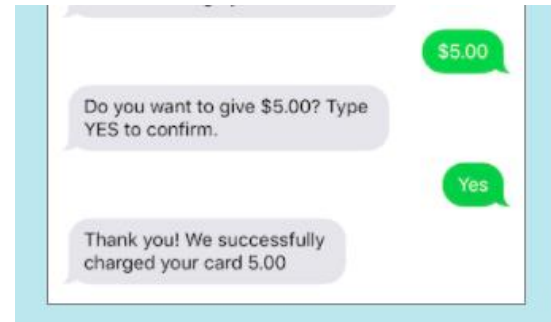 $5.00
Do you want to give $5.00? Type
YES to confirm.
Yes
Thank you! We successfully
charged your card 5.00